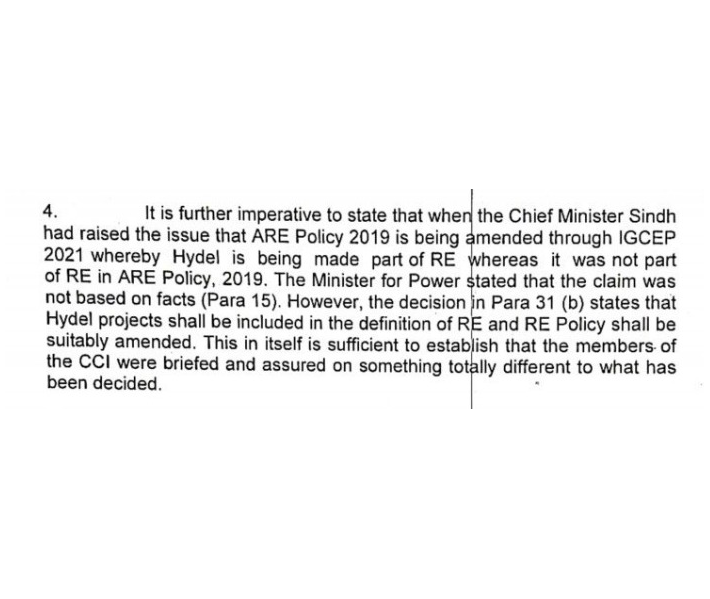 4. It is further imperative to state that when the Chief Minister Sindh
had raised the issue that ARE Policy 2019 is being amended through IGCEP
2021 whereby Hydel is being made part of RE whereas it was not part
of RE in ARE Policy, 2019. The Minister for Power stated that the claim was
not based on facts (Para 15). However, the decision in Para 31 (b) states that
Hydel projects shall be included in the definition of RE and RE Policy shall be
suitably amended. This in itself is sufficient to establish that the members of
the CCI were briefed and assured on something totally different to what has
been decided.